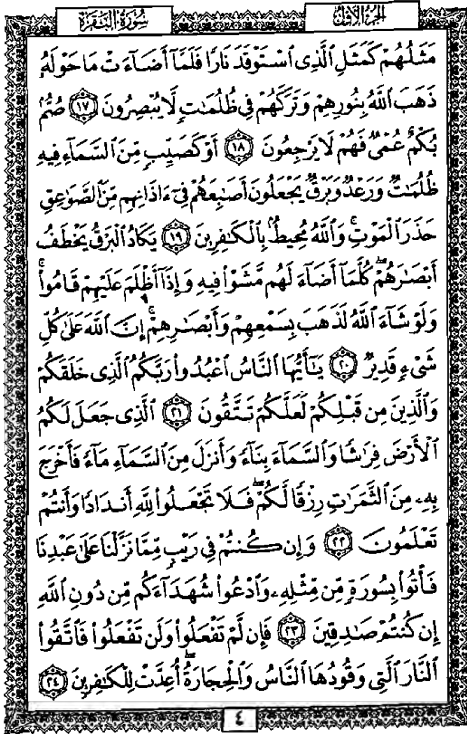 الجزء الأول
سورة البقرة
مَثَلُهُمْ كَمَثَلِ ٱلَّذِى ٱسْتَوْقَدَ نَارًا فَلَمَّآ أَضَآءَتْ مَا حَوْلَهُۥ
ذَهَبَ ٱللَّهُ بِنُورِهِمْ وَتَرَكَهُمْ فِى ظُلُمَٰتٍ لَّا يُبْصِرُونَ ١٧ صُمٌّۢ
بُكْمٌ عُمْىٌ فَهُمْ لَا يَرْجِعُونَ ١٨ أَوْ كَصَيِّبٍ مِّنَ ٱلسَّمَآءِ فِيهِ
ظُلُمَٰتٌ وَرَعْدٌ وَبَرْقٌ يَجْعَلُونَ أَصَٰبِعَهُمْ فِىٓ ءَاذَانِهِم مِّنَ ٱلصَّوَٰعِقِ
حَذَرَ ٱلْمَوْتِ ۚ وَٱللَّهُ مُحِيطٌۢ بِٱلْكَٰفِرِينَ ١٩ يَكَادُ ٱلْبَرْقُ يَخْطَفُ
أَبْصَٰرَهُمْ ۖ كُلَّمَآ أَضَآءَ لَهُم مَّشَوْا۟ فِيهِ وَإِذَآ أَظْلَمَ عَلَيْهِمْ قَامُوا۟ ۚ
وَلَوْ شَآءَ ٱللَّهُ لَذَهَبَ بِسَمْعِهِمْ وَأَبْصَٰرِهِمْ ۚ إِنَّ ٱللَّهَ عَلَىٰ كُلِّ
شَىْءٍ قَدِيرٌ ٢٠ يَٰٓأَيُّهَا ٱلنَّاسُ ٱعْبُدُوا۟ رَبَّكُمُ ٱلَّذِى خَلَقَكُمْ
وَٱلَّذِينَ مِن قَبْلِكُمْ لَعَلَّكُمْ تَتَّقُونَ ٢١ ٱلَّذِى جَعَلَ لَكُمُ
ٱلْأَرْضَ فِرَٰشًا وَٱلسَّمَآءَ بِنَآءً وَأَنزَلَ مِنَ ٱلسَّمَآءِ مَآءً فَأَخْرَجَ
بِهِۦ مِنَ ٱلثَّمَرَٰتِ رِزْقًا لَّكُمْ ۖ فَلَا تَجْعَلُوا۟ لِلَّهِ أَندَادًا وَأَنتُمْ
تَعْلَمُونَ ٢٢ وَإِن كُنتُمْ فِى رَيْبٍ مِّمَّا نَزَّلْنَا عَلَىٰ عَبْدِنَا
فَأْتُوا۟ بِسُورَةٍ مِّن مِّثْلِهِۦ وَٱدْعُوا۟ شُهَدَآءَكُم مِّن دُونِ ٱللَّهِ
إِن كُنتُمْ صَٰدِقِينَ ٢٣ فَإِن لَّمْ تَفْعَلُوا۟ وَلَن تَفْعَلُوا۟ فَٱتَّقُوا۟
ٱلنَّارَ ٱلَّتِى وَقُودُهَا ٱلنَّاسُ وَٱلْحِجَارَةُ ۖ أُعِدَّتْ لِلْكَٰفِرِينَ ٢٤
٤